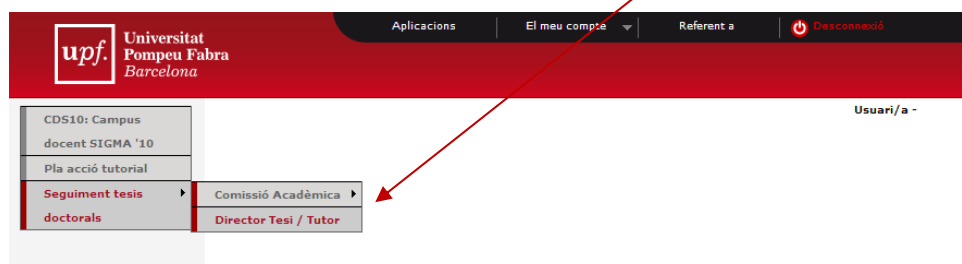 Aplicacions El meu compte Referent a Desconnexió
upf. Universitat
Pompeu Fabra
Barcelona
Usuari/a -
CDS10: Campus
docent SIGMA '10
Pla acció tutorial
Seguiment tesis
doctorals
Comissió Acadèmica
Director Tesi / Tutor